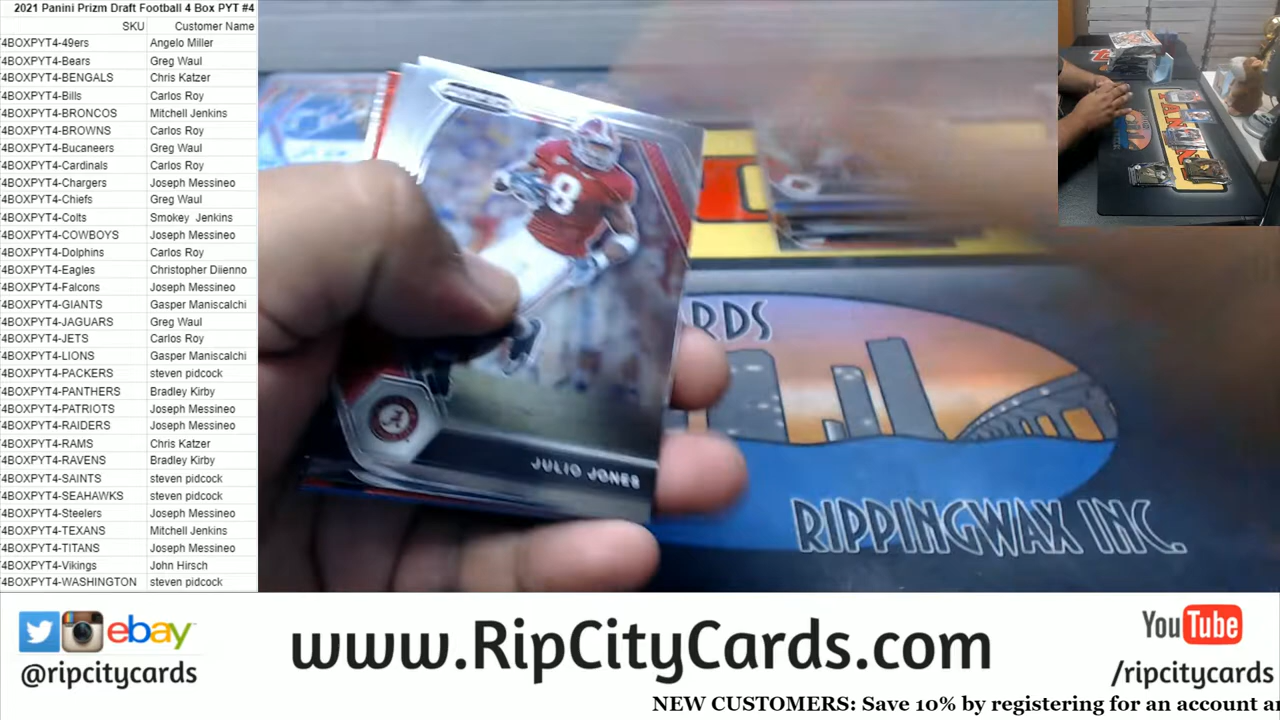 2021 Panini Prizm Draft Football 4 Box PYT #4
SKU Customer Name
4BOXPYT4-49ers Angelo Miller
4BOXPYT4-Bears Greg Waul
4BOXPYT4-BENGALS Chris Katzer
4BOXPYT4-Bills Carlos Roy
4BOXPYT4-BRONCOS Mitchell Jenkins
4BOXPYT4-BROWNS Carlos Roy
4BOXPYT4-Bucaneers Greg Waul
4BOXPYT4-Cardinals Carlos Roy
4BOXPYT4-Chargers Joseph Messineo
4BOXPYT4-Chiefs Greg Waul
4BOXPYT4-Colts Smokey Jenkins
4BOXPYT4-COWBOYS Joseph Messineo
4BOXPYT4-Dolphins Carlos Roy
4BOXPYT4-Eagles Christopher Diienno
4BOXPYT4-Falcons Joseph Messineo
4BOXPYT4-GIANTS Gasper Maniscalchi
4BOXPYT4-JAGUARS Greg Waul
4BOXPYT4-JETS Carlos Roy
4BOXPYT4-LIONS Gasper Maniscalchi
4BOXPYT4-PACKERS steven pidcock
4BOXPYT4-PANTHERS Bradley Kirby
4BOXPYT4-PATRIOTS Joseph Messineo
4BOXPYT4-RAIDERS Joseph Messineo
4BOXPYT4-RAMS Chris Katzer
4BOXPYT4-RAVENS Bradley Kirby
4BOXPYT4-SAINTS steven pidcock
4BOXPYT4-SEAHAWKS steven pidcock
4BOXPYT4-Steelers Joseph Messineo
4BOXPYT4-TEXANS Mitchell Jenkins
4BOXPYT4-TITANS Joseph Messineo
4BOXPYT4-Vikings John Hirsch
4BOXPYT4-WASHINGTON steven pidcock
8
A
JULIO JONES
RDS
RIPPINGWAX INC.
ebay
@ripcitycards
www.RipCityCards.com
YouTube
/ripcitycards
NEW CUSTOMERS: Save 10% by registering for an account a